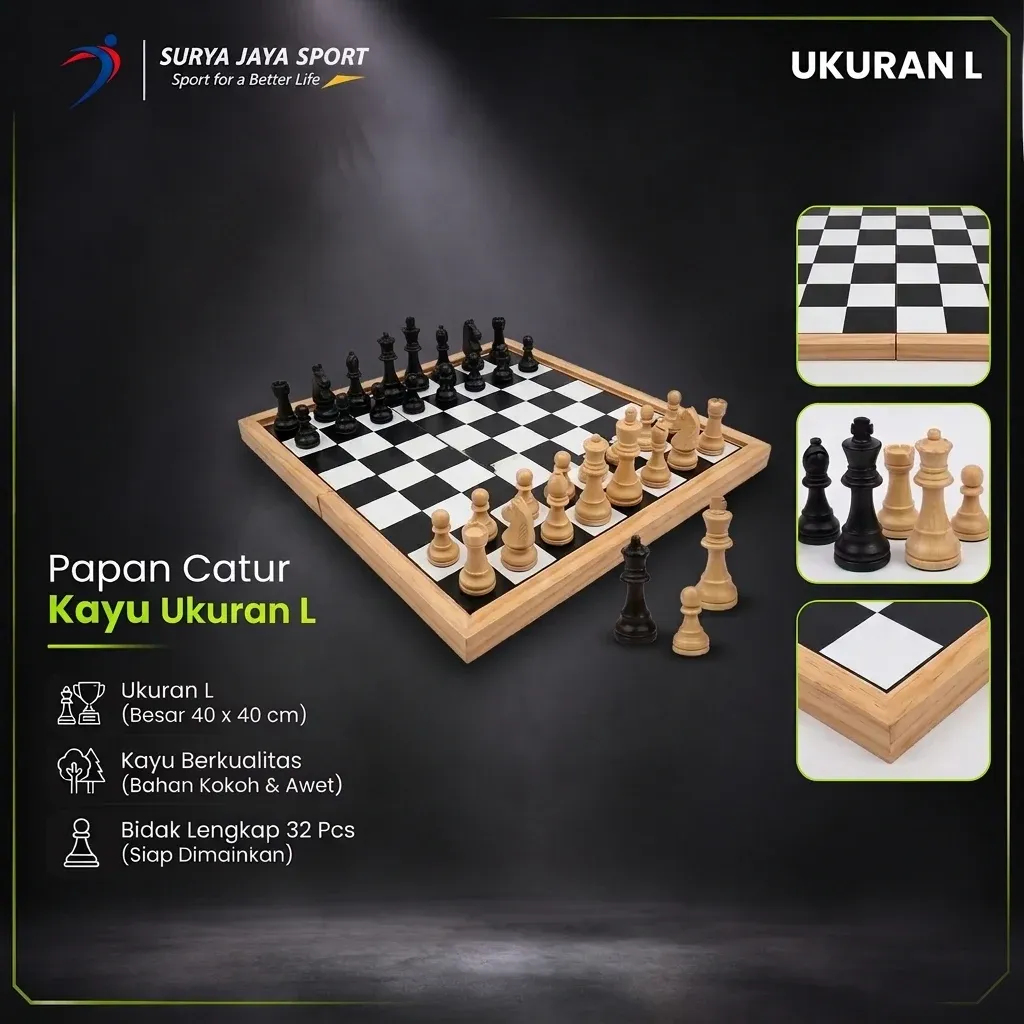 SURYA JAYA SPORT
Sport for a Better Life
UKURAN L
Papan Catur
Kayu Ukuran L
Ukuran L
(Besar 40 x 40 cm)
Kayu Berkualitas
(Bahan Kokoh & Awet)
Bidak Lengkap 32 Pcs
(Siap Dimainkan)